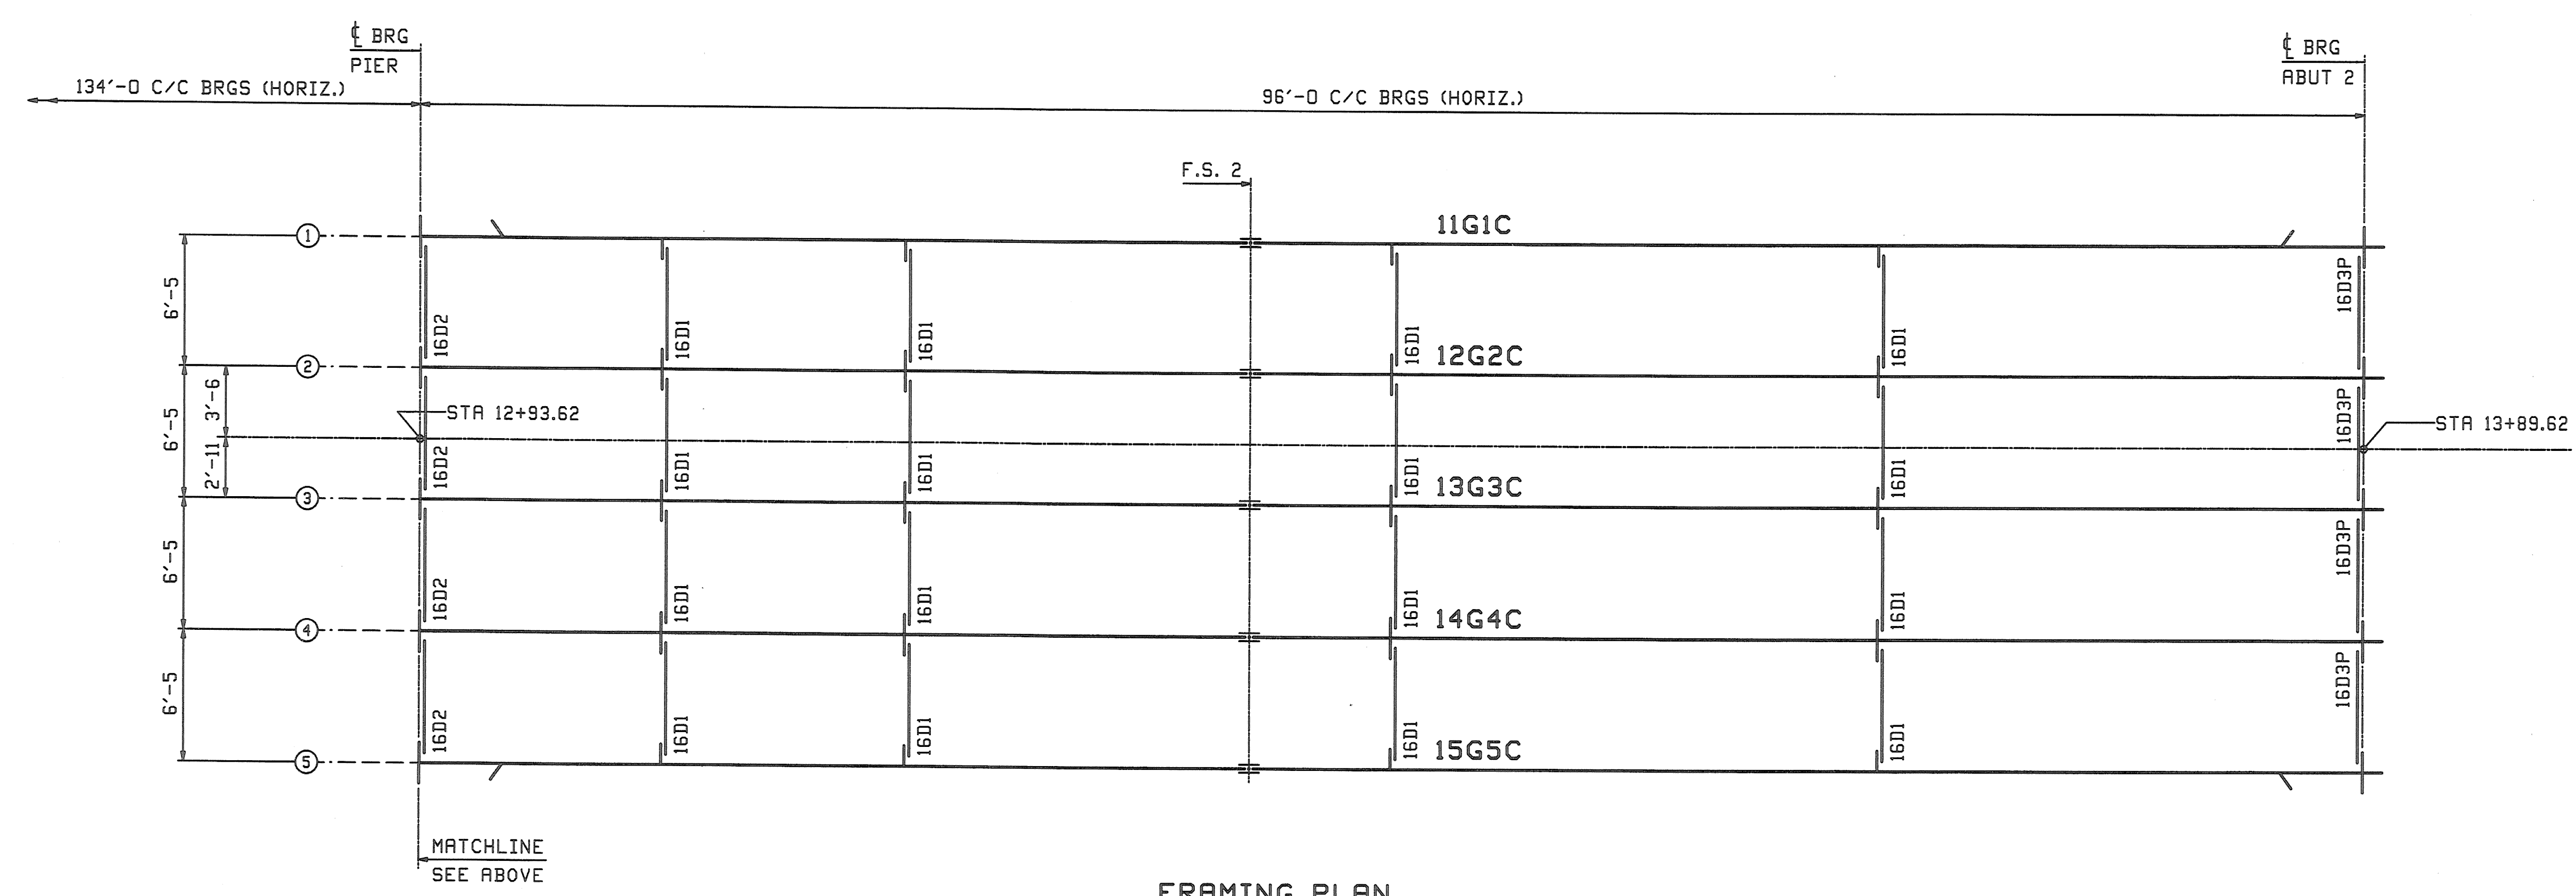 ℄ BRG
PIER
℄ BRG
ABUT 2
134'-0 C/C BRGS (HORIZ.)
96'-0 C/C BRGS (HORIZ.)
F.S. 2
11G1C
1
6'-5
16D2
16D1
16D1
16D1
16D1
16D3P
12G2C
2
6'-5
3'-6
2'-11
STA 12+93.62
STA 13+89.62
16D2
16D1
16D1
16D1
16D1
16D3P
13G3C
3
6'-5
16D2
16D1
16D1
16D1
16D1
16D3P
14G4C
4
6'-5
16D2
16D1
16D1
16D1
16D1
16D3P
15G5C
5
MATCHLINE
SEE ABOVE
FRAMING PLAN